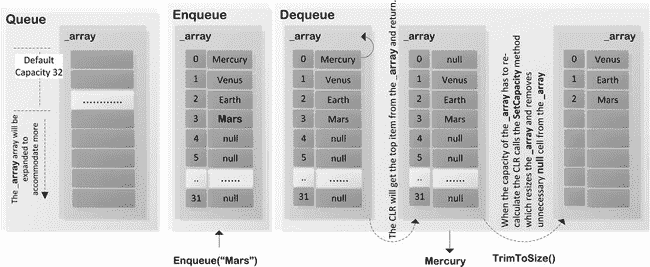 Queue
_array
Default
Capacity 32
............
The _array array will be
expanded to
accommodate more
Enqueue
_array
0 Mercury
1 Venus
2 Earth
3 Mars
4 null
5 null
.. ......
31 null
Enqueue("Mars")
Dequeue
_array
0 Mercury
1 Venus
2 Earth
3 Mars
4 null
5 null
.. ......
31 null
The CLR will get the top item from the _array and return.
_array
0 null
1 Venus
2 Earth
3 Mars
4 null
5 null
.. ......
31 null
Mercury
When the capacity of the _array has to re-
calculate the CLR calls the SetCapacity method
which resizes the _array and removes
unnecessary null cell from the _array
TrimToSize()
_array
0 Venus
1 Earth
2 Mars